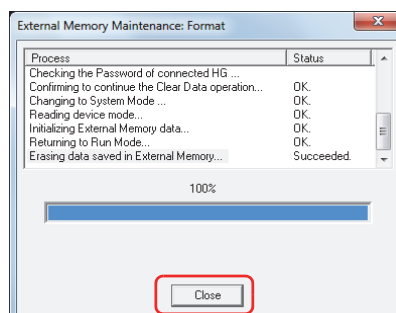 External Memory Maintenance: Format
Process Status
Checking the Password of connected HG ...
Confirming to continue the Clear Data operation... OK.
Changing to System Mode ... OK.
Reading device mode... OK.
Initializing External Memory data... OK.
Returning to Run Mode... OK.
Erasing data saved in External Memory... Succeeded.
100%
Close